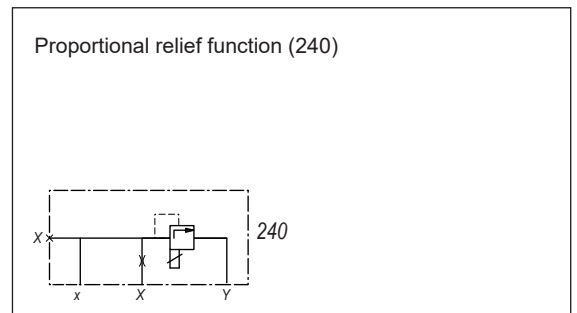 Proportional relief function (240)
X
240
x
X
Y